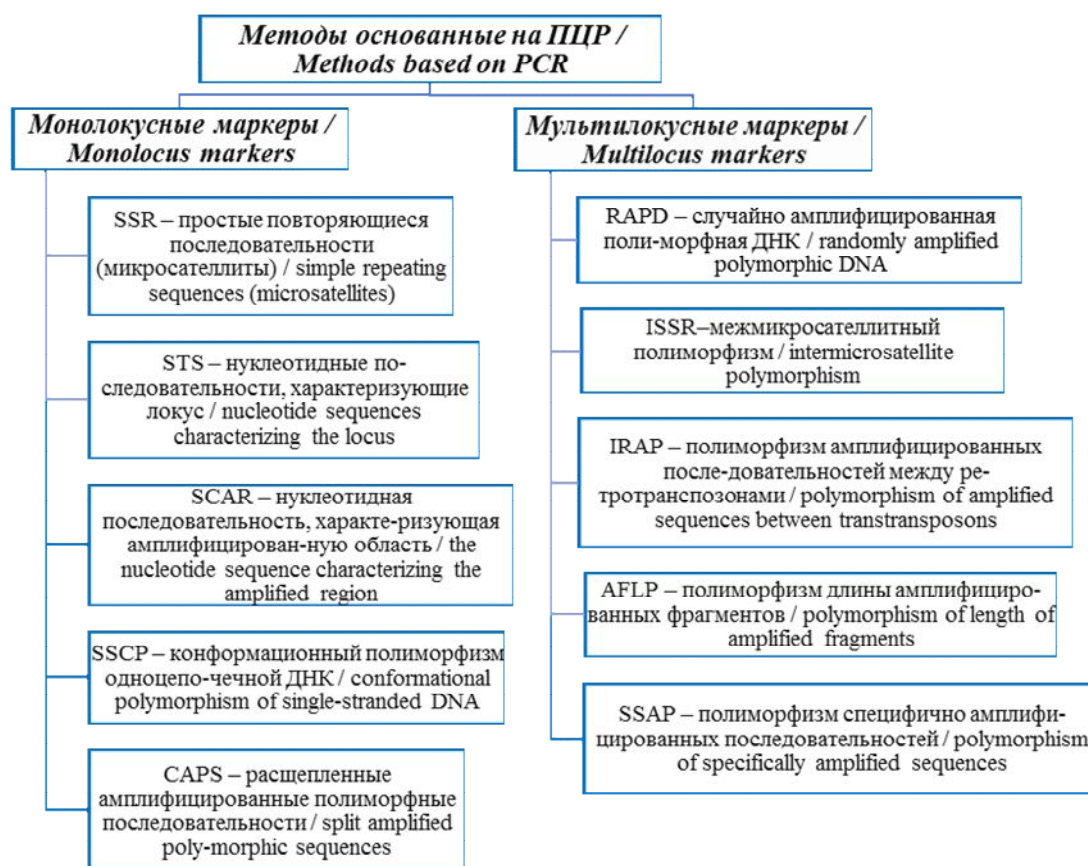 Методы основанные на ПЦР /
Methods based on PCR
Монолокусные маркеры /
Monolocus markers
SSR – простые повторяющиеся
последовательности
(микросателлиты) / simple repeating
sequences (microsatellites)
STS – нуклеотидные по-
следовательности, характеризующие
локус / nucleotide sequences
characterizing the locus
SCAR – нуклеотидная
последовательность, характе-ризующая
амплифицирован-ную область / the
nucleotide sequence characterizing the
amplified region
SSCP – конформационный полиморфизм
одноцепо-чечной ДНК / conformational
polymorphism of single-stranded DNA
CAPS – расщепленные
амплифицированные полиморфные
последовательности / split amplified
poly-morphic sequences
Мультилокусные маркеры /
Multilocus markers
RAPD – случайно амплифицированная
поли-морфная ДНК / randomly amplified
polymorphic DNA
ISSR–межмикросателлитный
полиморфизм / intermicrosatellite
polymorphism
IRAP – полиморфизм амплифицированных
после-довательностей между ре-
тротранспозонами / polymorphism of amplified
sequences between transtransposons
AFLP – полиморфизм длины амплифициро-
ванных фрагментов / polymorphism of length of
amplified fragments
SSAP – полиморфизм специфично амплифи-
цированных последовательностей / polymorphism
of specifically amplified sequences